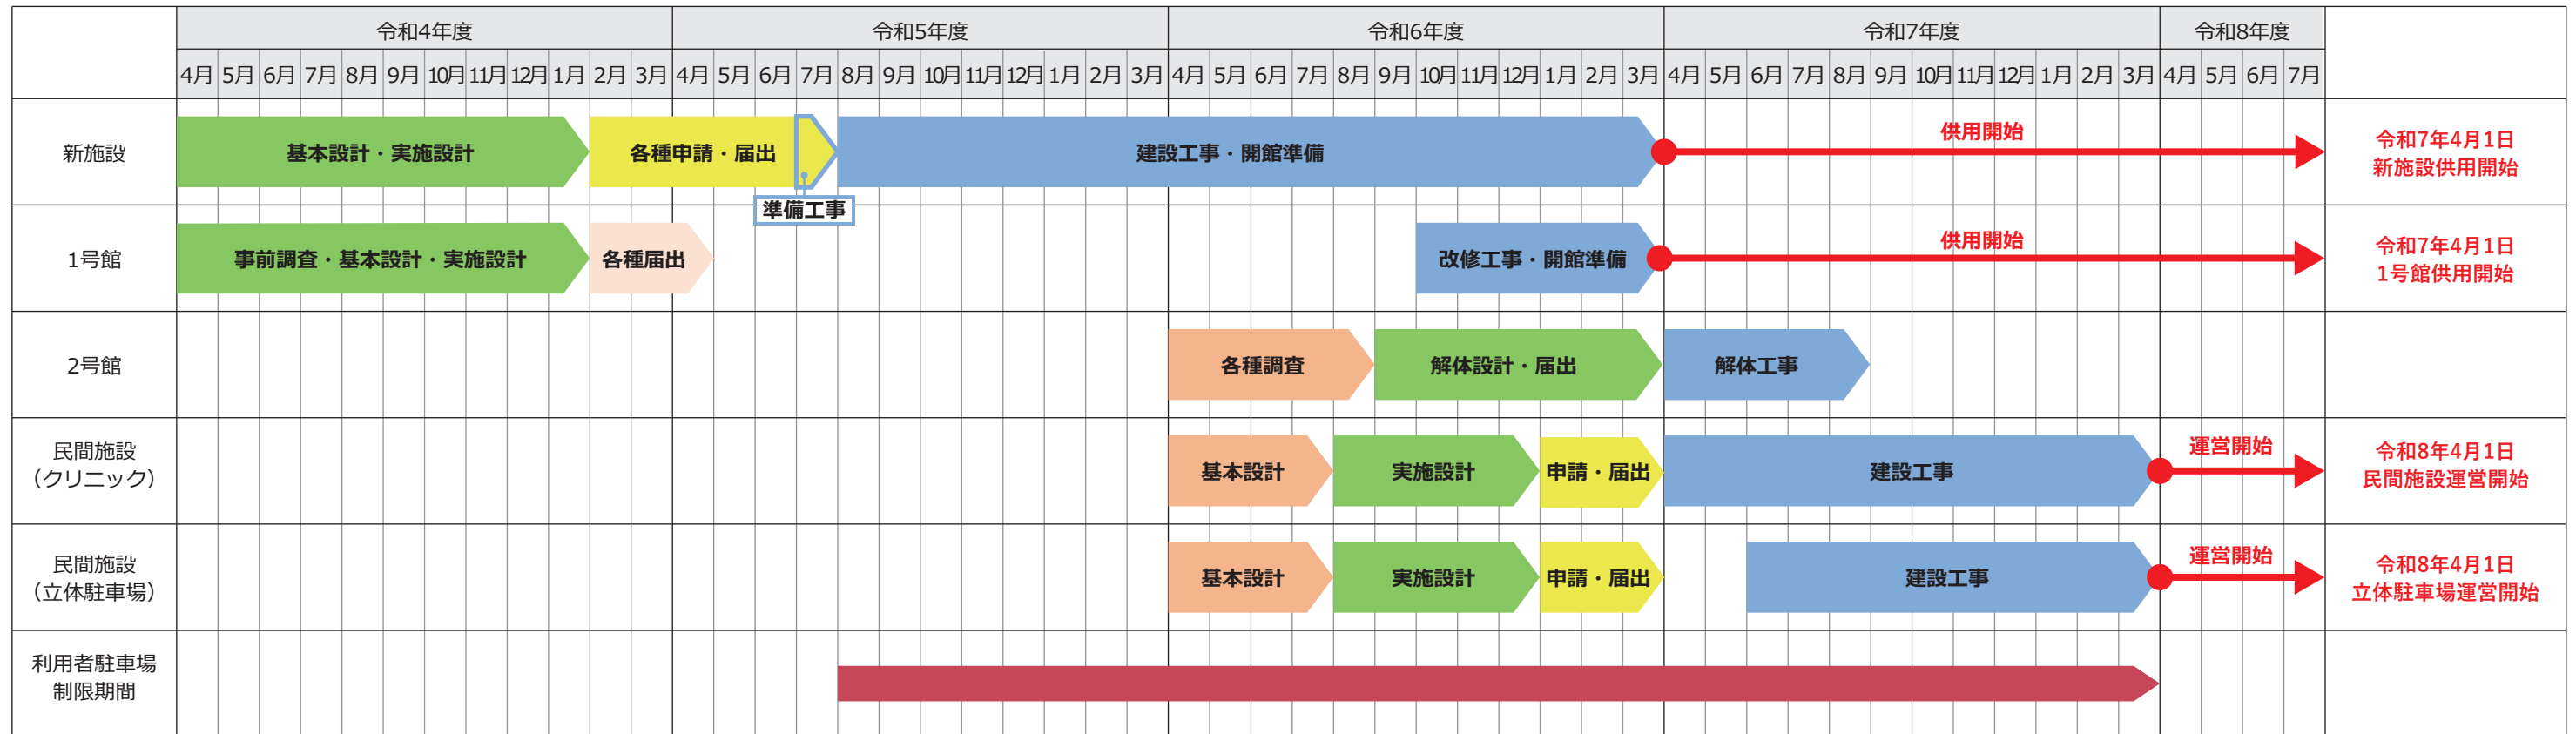 令和4年度 令和5年度 令和6年度 令和7年度 令和8年度
4月 5月 6月 7月 8月 9月 10月 11月 12月 1月 2月 3月 4月 5月 6月 7月 8月 9月 10月 11月 12月 1月 2月 3月 4月 5月 6月 7月 8月 9月 10月 11月 12月 1月 2月 3月 4月 5月 6月 7月 8月 9月 10月 11月 12月 1月 2月 3月 4月 5月 6月 7月
新施設
基本設計・実施設計
各種申請・届出
準備工事
建設工事・開館準備
供用開始
令和7年4月1日
新施設供用開始
1号館
事前調査・基本設計・実施設計
各種届出
改修工事・開館準備
供用開始
令和7年4月1日
1号館供用開始
2号館
各種調査
解体設計・届出
解体工事
民間施設
（クリニック）
基本設計
実施設計
申請・届出
建設工事
運営開始
令和8年4月1日
民間施設運営開始
民間施設
（立体駐車場）
基本設計
実施設計
申請・届出
建設工事
運営開始
令和8年4月1日
立体駐車場運営開始
利用者駐車場
制限期間